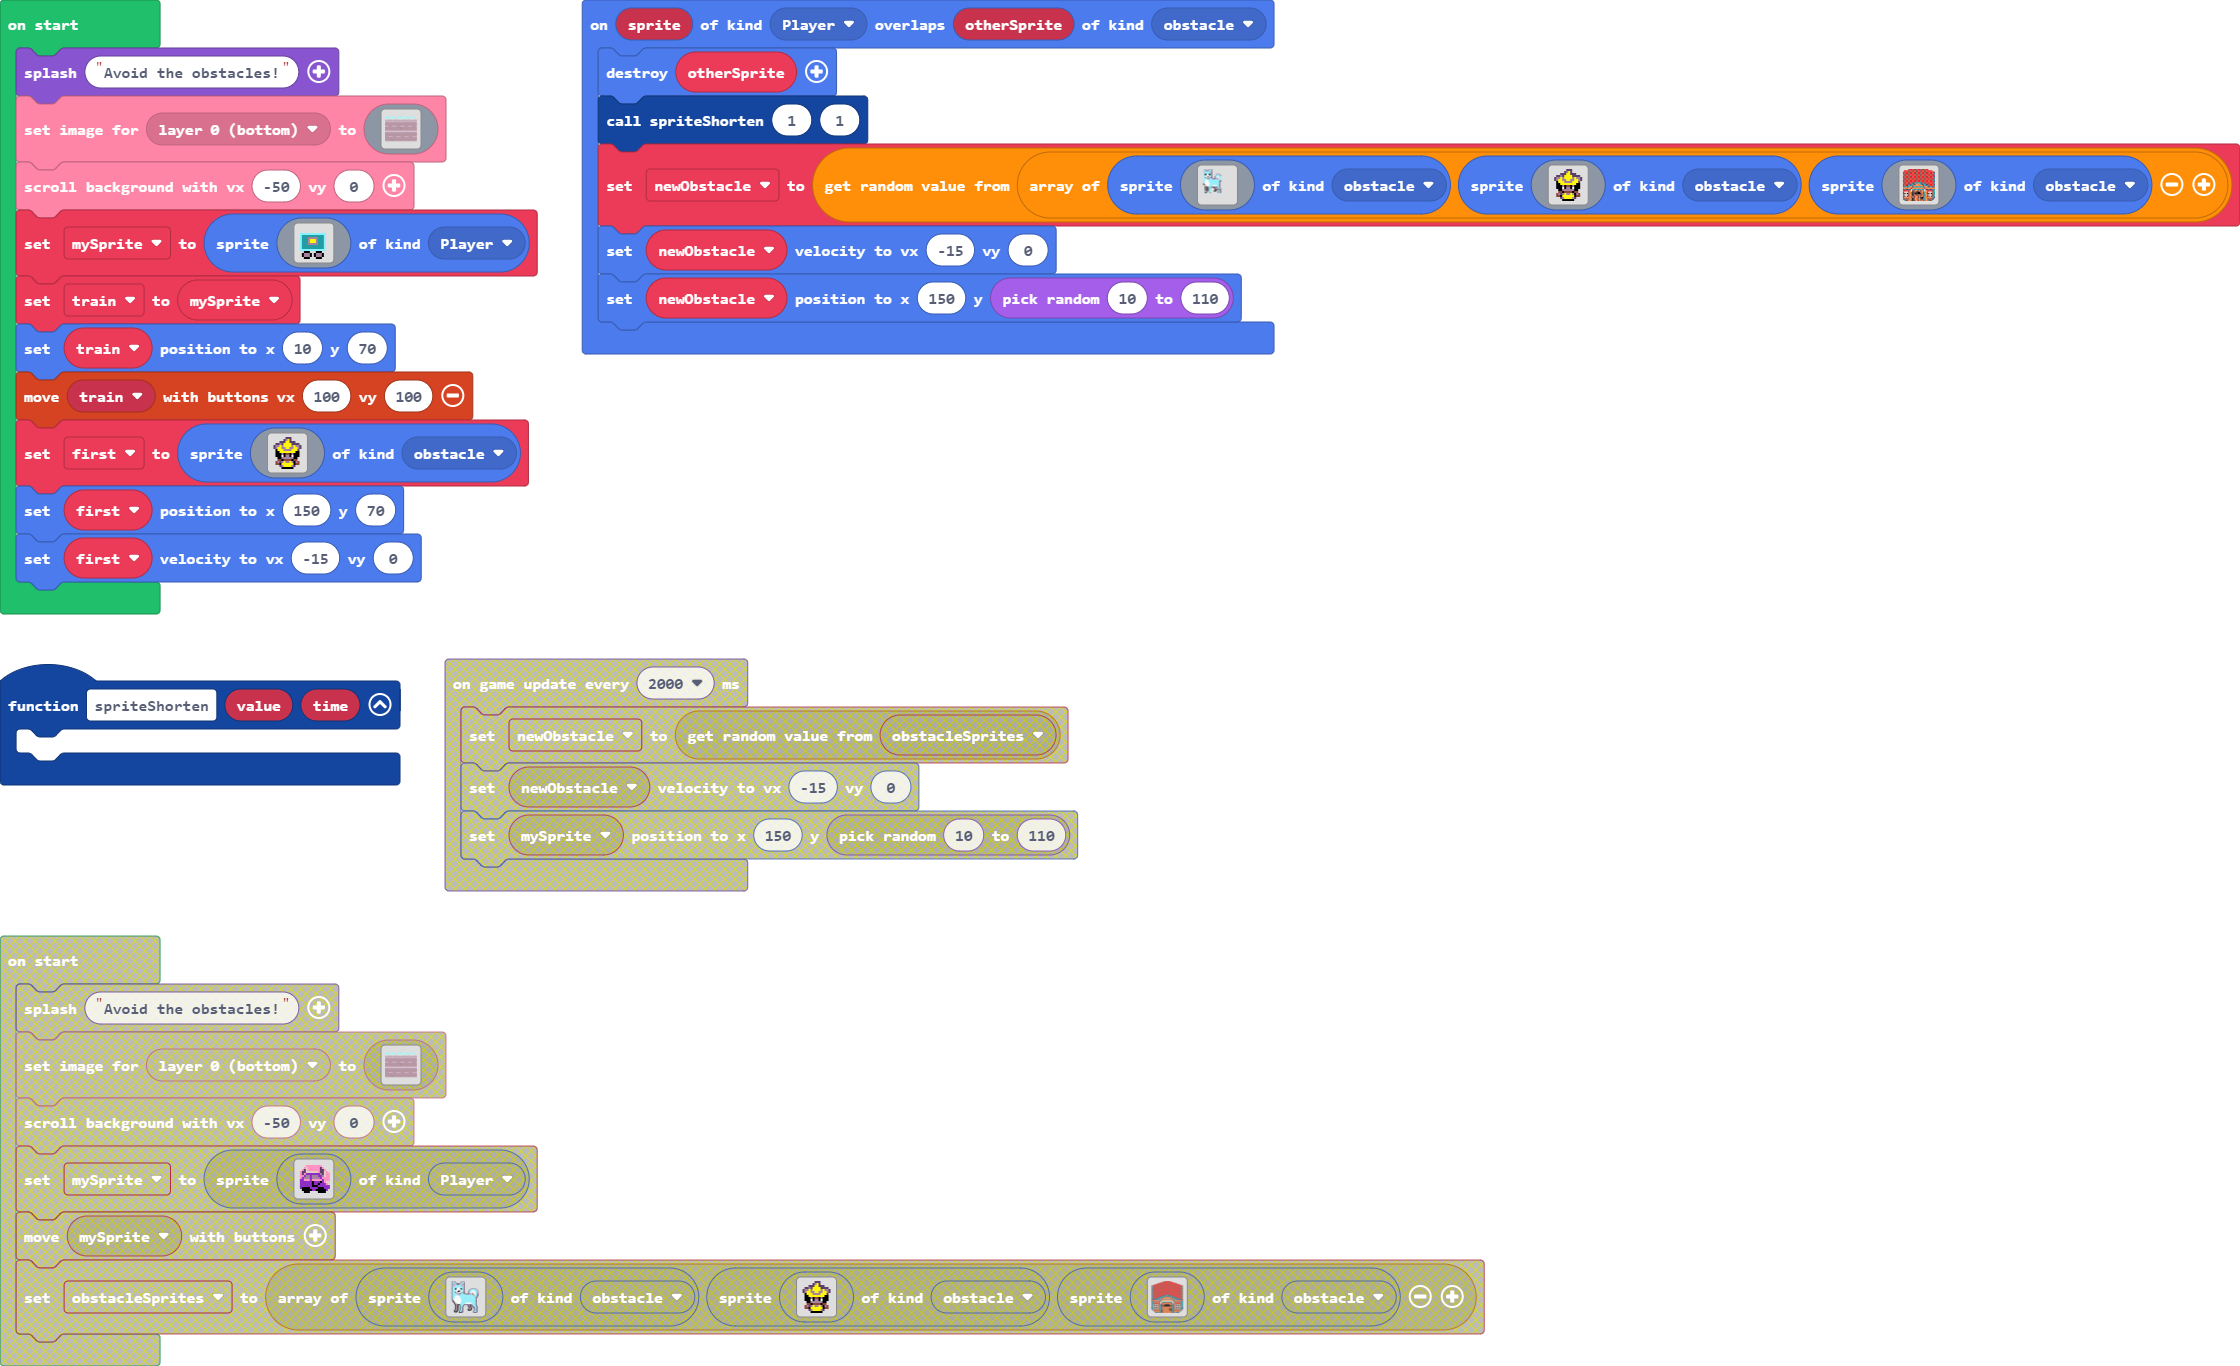 on start
splash "Avoid the obstacles!"
set image for layer 0 (bottom) to
scroll background with vx -50 vy 0
set mySprite to sprite of kind Player
set train to mySprite
set train position to x 10 y 70
move train with buttons vx 100 vy 100
set first to sprite of kind obstacle
set first position to x 150 y 70
set first velocity to vx -15 vy 0
on sprite of kind Player overlaps otherSprite of kind obstacle
destroy otherSprite
call spriteShorten 1 1
set newObstacle to get random value from array of sprite of kind obstacle sprite of kind obstacle sprite of kind obstacle
set newObstacle velocity to vx -15 vy 0
set newObstacle position to x 150 y pick random 10 to 110
function spriteShorten value time
on game update every 2000 ms
set newObstacle to get random value from obstacleSprites
set newObstacle velocity to vx -15 vy 0
set mySprite position to x 150 y pick random 10 to 110
on start
splash "Avoid the obstacles!"
set image for layer 0 (bottom) to
scroll background with vx -50 vy 0
set mySprite to sprite of kind Player
move mySprite with buttons
set obstacleSprites to array of sprite of kind obstacle sprite of kind obstacle sprite of kind obstacle